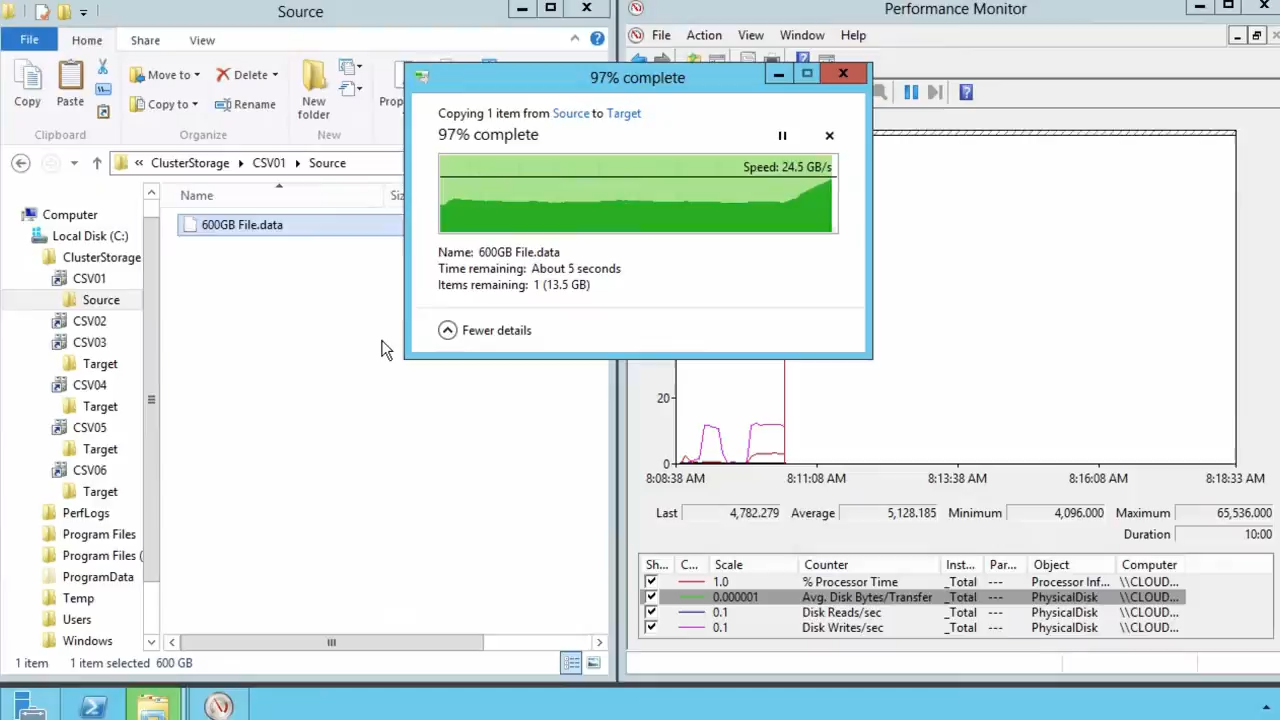 Source
File
Home
Share
View
Copy
Paste
Clipboard
Move to
Copy to
Delete
Rename
Organize
New
folder
New
« ClusterStorage
CSV01
Source
Computer
Local Disk (C:)
ClusterStorage
CSV01
Source
CSV02
CSV03
Target
CSV04
Target
CSV05
Target
CSV06
Target
PerfLogs
Program Files
Program Files (
ProgramData
Temp
Users
Windows
Name
600GB File.data
1 item
1 item selected 600 GB
97% complete
Copying 1 item from Source to Target
97% complete
Speed: 24.5 GB/s
Name: 600GB File.data
Time remaining: About 5 seconds
Items remaining: 1 (13.5 GB)
Fewer details
Performance Monitor
File
Action
View
Window
Help
20
0
8:08:38 AM
8:11:08 AM
8:13:38 AM
8:16:08 AM
8:18:33 AM
Last 4,782.279 Average 5,128.185 Minimum 4,096.000 Maximum 65,536.000
Duration 10:00
Sh... C... Scale Counter Inst... Par... Object Computer
1.0 % Processor Time _Total --- Processor Inf... \\CLOUD...
0.000001 Avg. Disk Bytes/Transfer _Total --- PhysicalDisk \\CLOUD...
0.1 Disk Reads/sec _Total --- PhysicalDisk \\CLOUD...
0.1 Disk Writes/sec _Total --- PhysicalDisk \\CLOUD...